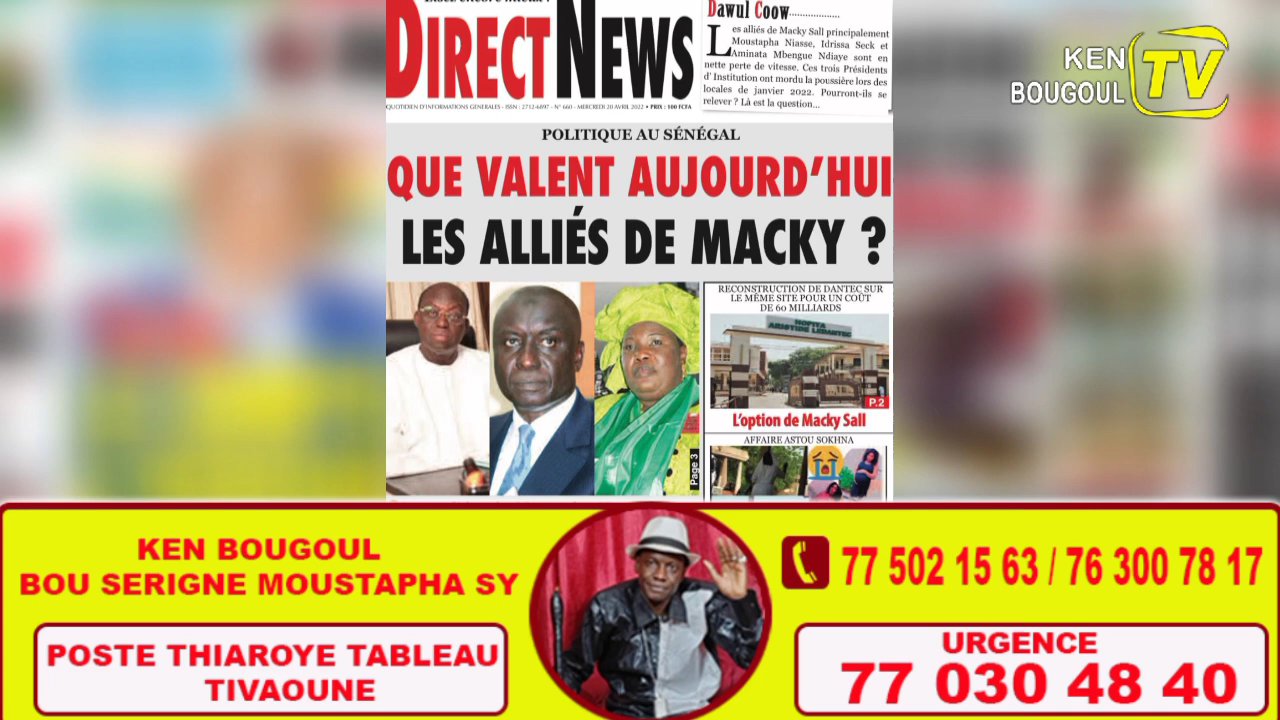 DIRECTNEWS
QUOTIDIEN D'INFORMATIONS GENERALES - ISSN : 2712-6897 - N° 660 - MERCREDI 20 AVRIL 2022 • PRIX : 100 FCFA
Dawul Coow....................
Les alliés de Macky Sall principalement
Moustapha Niasse, Idrissa Seck et
Aminata Mbengue Ndiaye sont en
nette perte de vitesse. Ces trois Présidents
d'Institution ont mordu la poussière lors des
locales de janvier 2022. Pourront-ils se
relever ? Là est la question...
KEN
BOUGOUL
TV
POLITIQUE AU SÉNÉGAL
QUE VALENT AUJOURD'HUI
LES ALLIÉS DE MACKY ?
RECONSTRUCTION DE DANTEC SUR
LE MÊME SITE POUR UN COÛT
DE 60 MILLIARDS
ARISTIDE LEDANTEC
P.2
L'option de Macky Sall
AFFAIRE ASTOU SOKHNA
Page 3
KEN BOUGOUL
BOU SERIGNE MOUSTAPHA SY
POSTE THIAROYE TABLEAU
TIVAOUNE
77 502 15 63 / 76 300 78 17
URGENCE
77 030 48 40